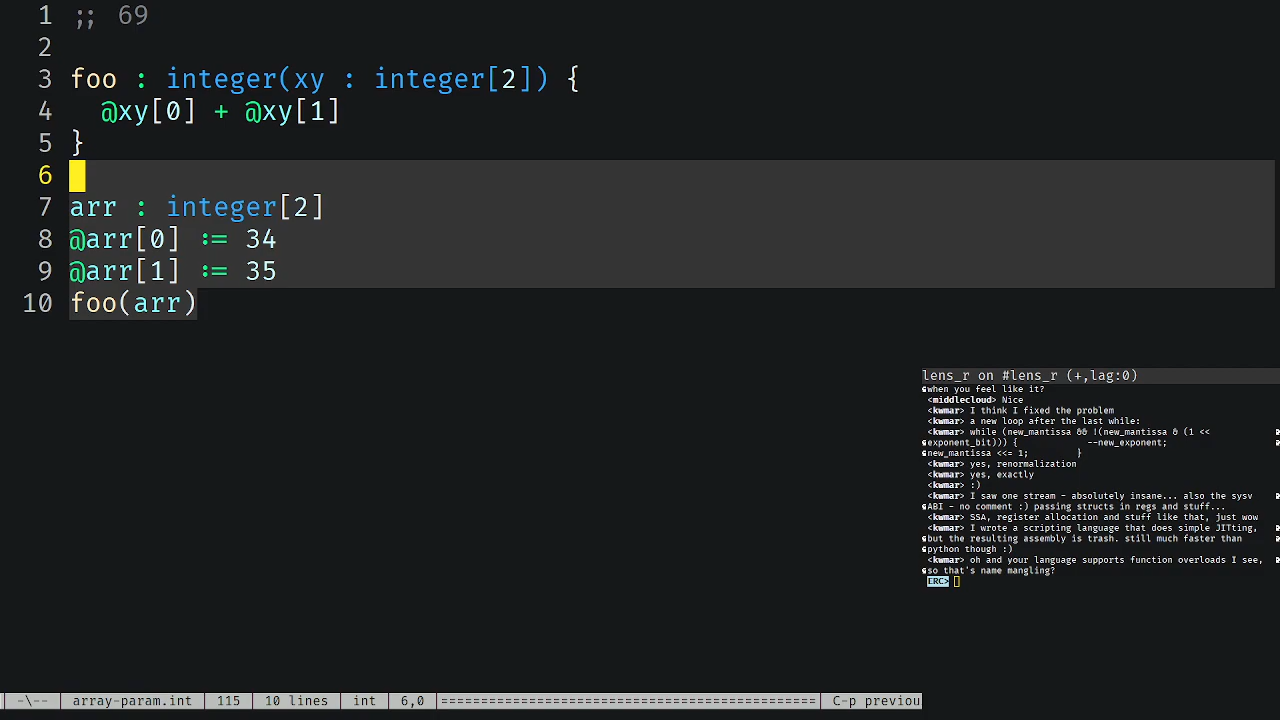 1 ;; 69
2
3 foo : integer(xy : integer[2]) {
4   @xy[0] + @xy[1]
5 }
6
7 arr : integer[2]
8 @arr[0] := 34
9 @arr[1] := 35
10 foo(arr)
lens_r on #lens_r (+,lag:0)
when you feel like it?
<middlecloud> Nice
<kwmar> I think I fixed the problem
<kwmar> a new loop after the last while:
<kwmar> while (new_mantissa && !(new_mantissa & (1 <<
exponent_bit))) {          --new_exponent;
new_mantissa <<= 1;        }
<kwmar> yes, renormalization
<kwmar> yes, exactly
<kwmar> :)
<kwmar> I saw one stream - absolutely insane... also the sysv
ABI - no comment :) passing structs in regs and stuff...
<kwmar> SSA, register allocation and stuff like that, just wow
<kwmar> I wrote a scripting language that does simple JITting,
but the resulting assembly is trash. still much faster than
python though :)
<kwmar> oh and your language supports function overloads I see,
so that's name mangling?
ERC>
-\-- array-param.int 115 10 lines int 6,0 ================================================ C-p previou